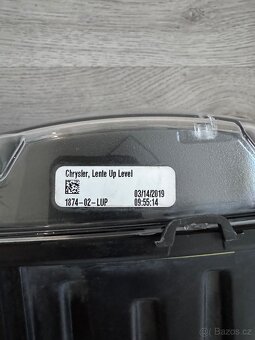 Chrysler, Lente Up Level
03/14/2019
1874-02-LUP 09:55:14
bazos.cz